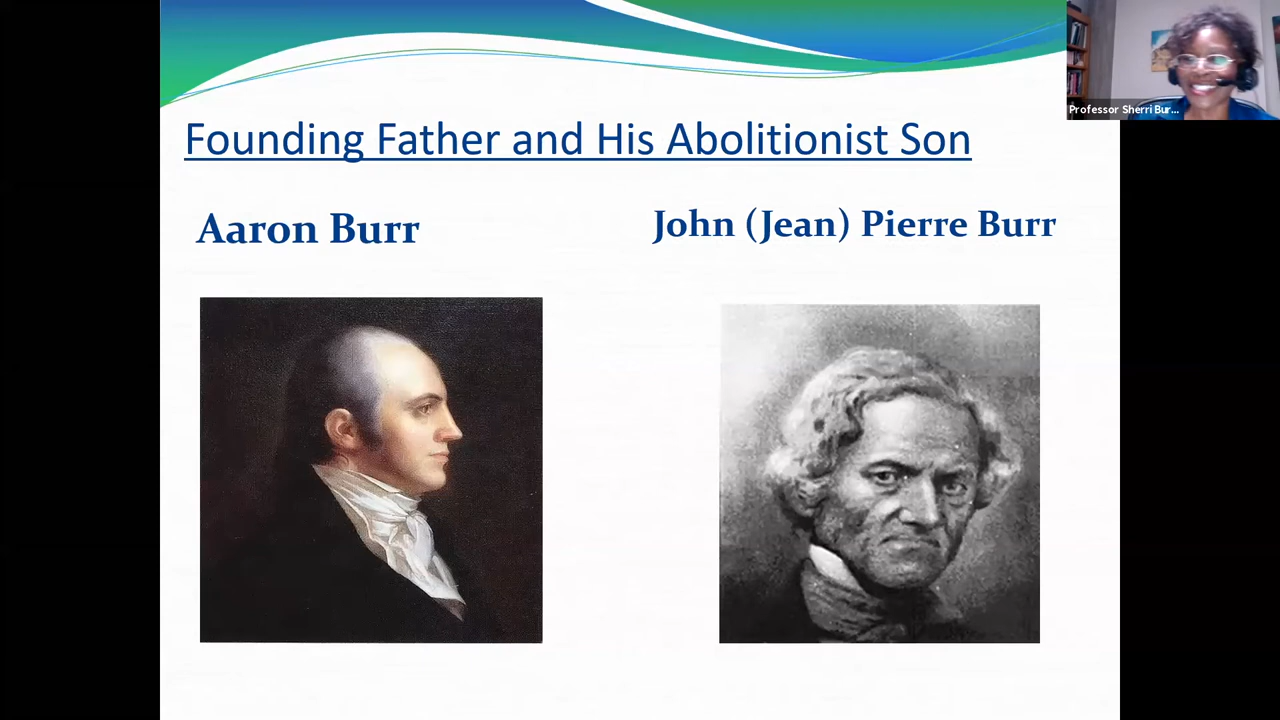 Founding Father and His Abolitionist Son
Aaron Burr
John (Jean) Pierre Burr
Professor Sherri Bur...